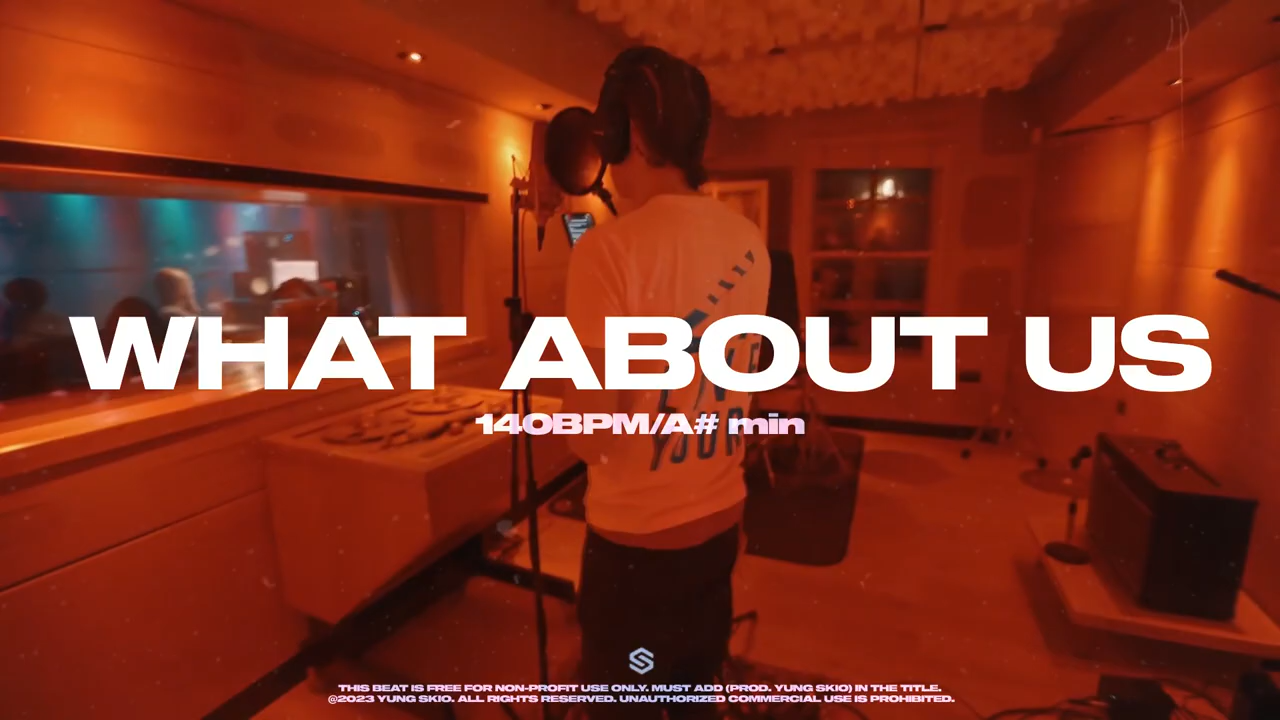 WHAT ABOUT US
140BPM/A# min
YOUR
THIS BEAT IS FREE FOR NON-PROFIT USE ONLY. MUST ADD (PROD. YUNG SKIO) IN THE TITLE.
@2023 YUNG SKIO. ALL RIGHTS RESERVED. UNAUTHORIZED COMMERCIAL USE IS PROHIBITED.